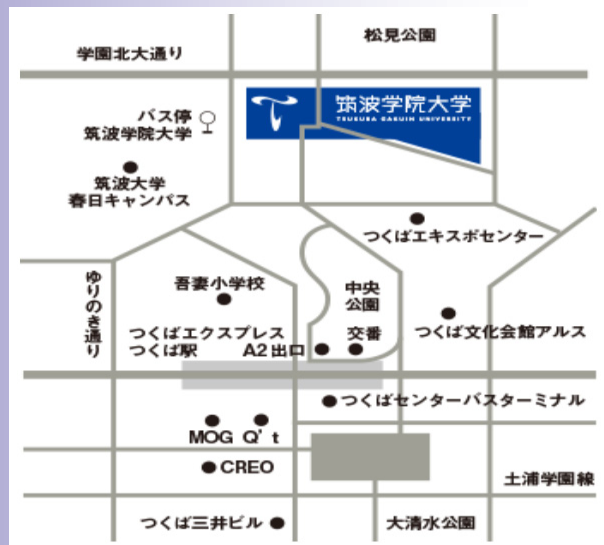 松見公園
学園北大通り
筑波学院大学
TSUKUBA GAKUIN UNIVERSITY
バス停
筑波学院大学
筑波大学
春日キャンパス
つくばエキスポセンター
ゆりのき通り
吾妻小学校
中央
公園
つくば文化会館アルス
つくばエクスプレス
つくば駅 A2出口
交番
つくばセンターバスターミナル
MOG Q't
CREO
土浦学園線
つくば三井ビル
大清水公園